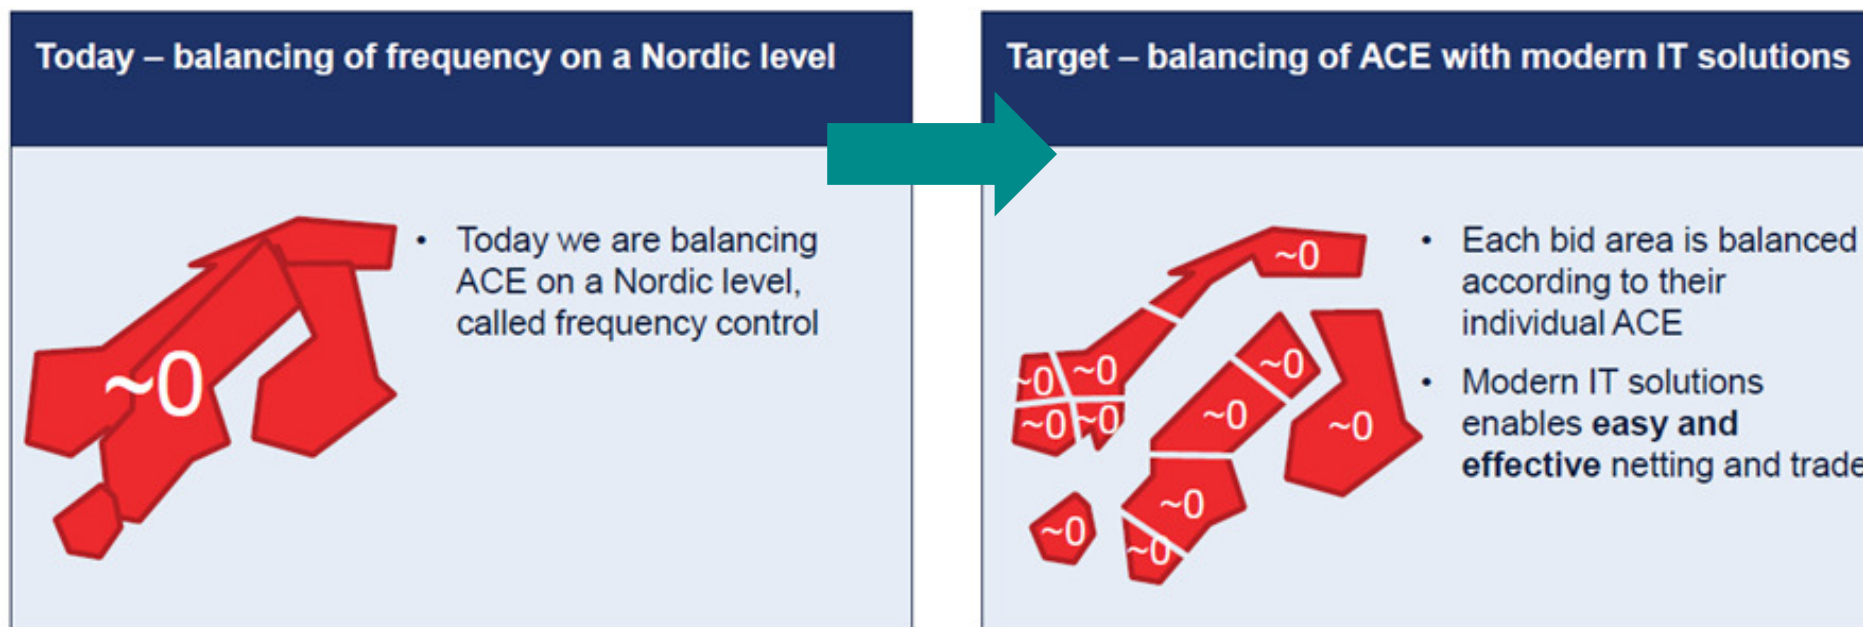 Today – balancing of frequency on a Nordic level
~0
• Today we are balancing
ACE on a Nordic level,
called frequency control
Target – balancing of ACE with modern IT solutions
~0
~0
~0
~0
~0
~0
~0
~0
~0
~0
~0
• Each bid area is balanced
according to their
individual ACE
• Modern IT solutions
enables easy and
effective netting and trade